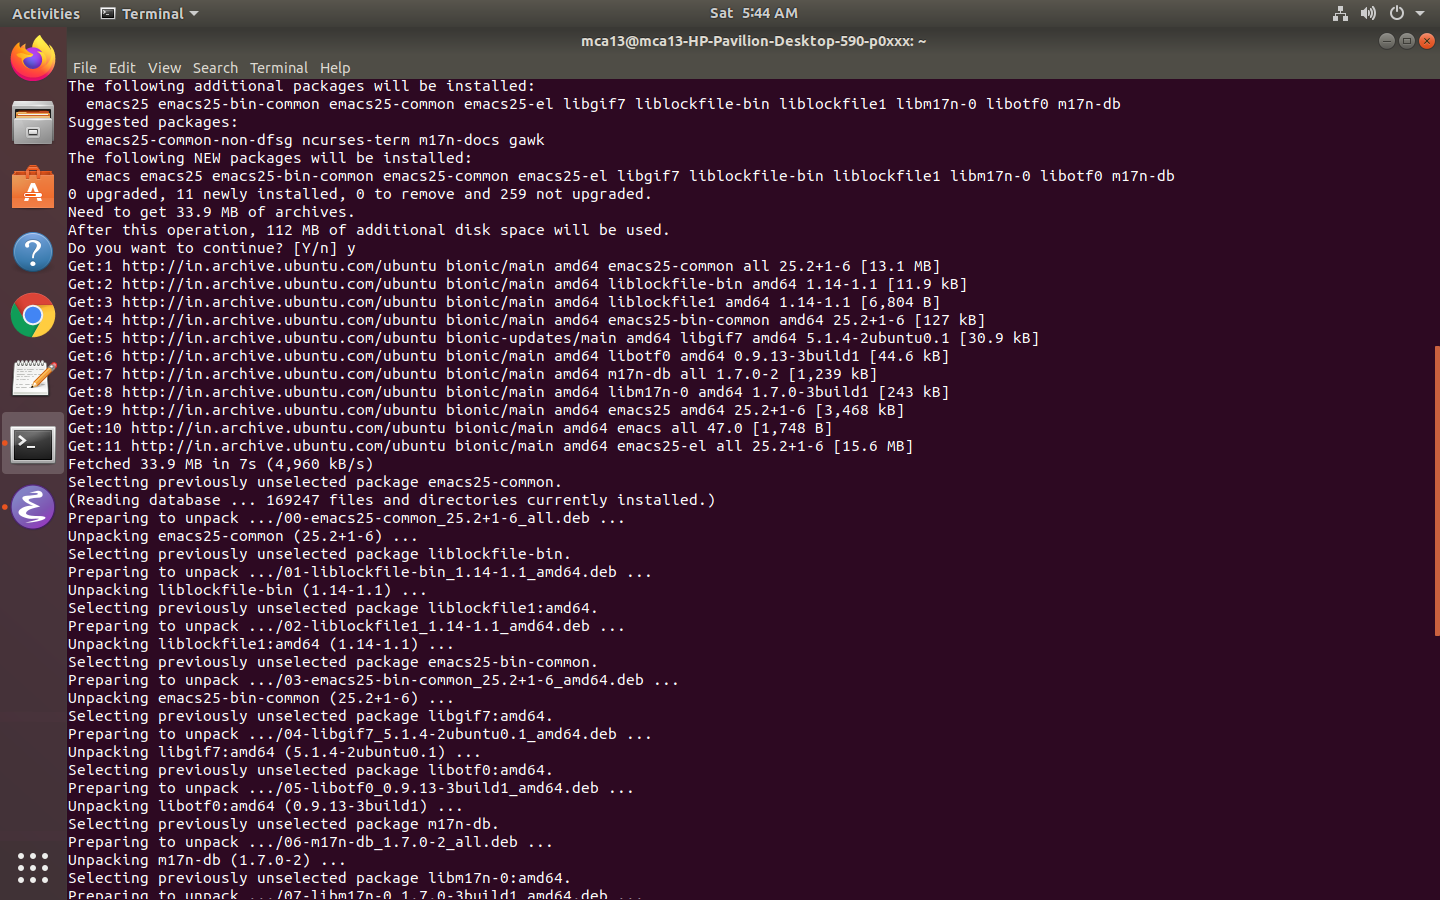 Activities Terminal Sat 5:44 AM
mca13@mca13-HP-Pavilion-Desktop-590-p0xxx: ~
File Edit View Search Terminal Help
The following additional packages will be installed:
  emacs25 emacs25-bin-common emacs25-common emacs25-el libgif7 liblockfile-bin liblockfile1 libm17n-0 libotf0 m17n-db
Suggested packages:
  emacs25-common-non-dfsg ncurses-term m17n-docs gawk
The following NEW packages will be installed:
  emacs emacs25 emacs25-bin-common emacs25-common emacs25-el libgif7 liblockfile-bin liblockfile1 libm17n-0 libotf0 m17n-db
0 upgraded, 11 newly installed, 0 to remove and 259 not upgraded.
Need to get 33.9 MB of archives.
After this operation, 112 MB of additional disk space will be used.
Do you want to continue? [Y/n] y
Get:1 http://in.archive.ubuntu.com/ubuntu bionic/main amd64 emacs25-common all 25.2+1-6 [13.1 MB]
Get:2 http://in.archive.ubuntu.com/ubuntu bionic/main amd64 liblockfile-bin amd64 1.14-1.1 [11.9 kB]
Get:3 http://in.archive.ubuntu.com/ubuntu bionic/main amd64 liblockfile1 amd64 1.14-1.1 [6,804 B]
Get:4 http://in.archive.ubuntu.com/ubuntu bionic/main amd64 emacs25-bin-common amd64 25.2+1-6 [127 kB]
Get:5 http://in.archive.ubuntu.com/ubuntu bionic-updates/main amd64 libgif7 amd64 5.1.4-2ubuntu0.1 [30.9 kB]
Get:6 http://in.archive.ubuntu.com/ubuntu bionic/main amd64 libotf0 amd64 0.9.13-3build1 [44.6 kB]
Get:7 http://in.archive.ubuntu.com/ubuntu bionic/main amd64 m17n-db all 1.7.0-2 [1,239 kB]
Get:8 http://in.archive.ubuntu.com/ubuntu bionic/main amd64 libm17n-0 amd64 1.7.0-3build1 [243 kB]
Get:9 http://in.archive.ubuntu.com/ubuntu bionic/main amd64 emacs25 amd64 25.2+1-6 [3,468 kB]
Get:10 http://in.archive.ubuntu.com/ubuntu bionic/main amd64 emacs all 47.0 [1,748 B]
Get:11 http://in.archive.ubuntu.com/ubuntu bionic/main amd64 emacs25-el all 25.2+1-6 [15.6 MB]
Fetched 33.9 MB in 7s (4,960 kB/s)
Selecting previously unselected package emacs25-common.
(Reading database ... 169247 files and directories currently installed.)
Preparing to unpack .../00-emacs25-common_25.2+1-6_all.deb ...
Unpacking emacs25-common (25.2+1-6) ...
Selecting previously unselected package liblockfile-bin.
Preparing to unpack .../01-liblockfile-bin_1.14-1.1_amd64.deb ...
Unpacking liblockfile-bin (1.14-1.1) ...
Selecting previously unselected package liblockfile1:amd64.
Preparing to unpack .../02-liblockfile1_1.14-1.1_amd64.deb ...
Unpacking liblockfile1:amd64 (1.14-1.1) ...
Selecting previously unselected package emacs25-bin-common.
Preparing to unpack .../03-emacs25-bin-common_25.2+1-6_amd64.deb ...
Unpacking emacs25-bin-common (25.2+1-6) ...
Selecting previously unselected package libgif7:amd64.
Preparing to unpack .../04-libgif7_5.1.4-2ubuntu0.1_amd64.deb ...
Unpacking libgif7:amd64 (5.1.4-2ubuntu0.1) ...
Selecting previously unselected package libotf0:amd64.
Preparing to unpack .../05-libotf0_0.9.13-3build1_amd64.deb ...
Unpacking libotf0:amd64 (0.9.13-3build1) ...
Selecting previously unselected package m17n-db.
Preparing to unpack .../06-m17n-db_1.7.0-2_all.deb ...
Unpacking m17n-db (1.7.0-2) ...
Selecting previously unselected package libm17n-0:amd64.
Preparing to unpack .../07-libm17n-0_1.7.0-3build1_amd64.deb ...